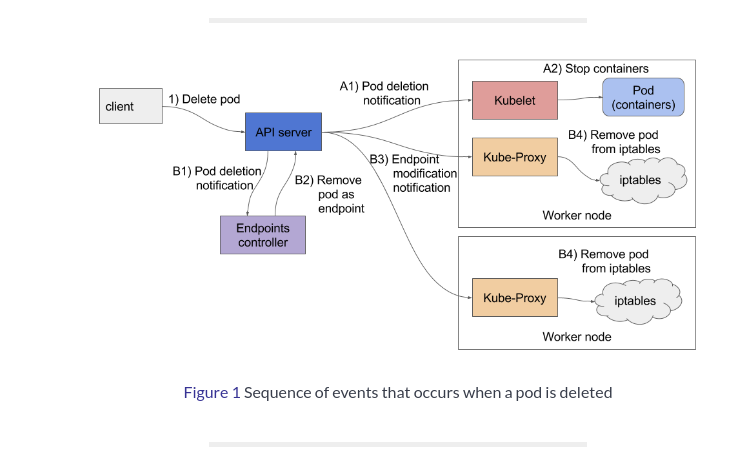 client
1) Delete pod
API server
A1) Pod deletion
notification
A2) Stop containers
Kubelet
Pod
(containers)
B1) Pod deletion
notification
B2) Remove
pod as
endpoint
Endpoints
controller
B3) Endpoint
modification
notification
Kube-Proxy
B4) Remove pod
from iptables
iptables
Worker node
B4) Remove pod
from iptables
Kube-Proxy
iptables
Worker node
Figure 1 Sequence of events that occurs when a pod is deleted